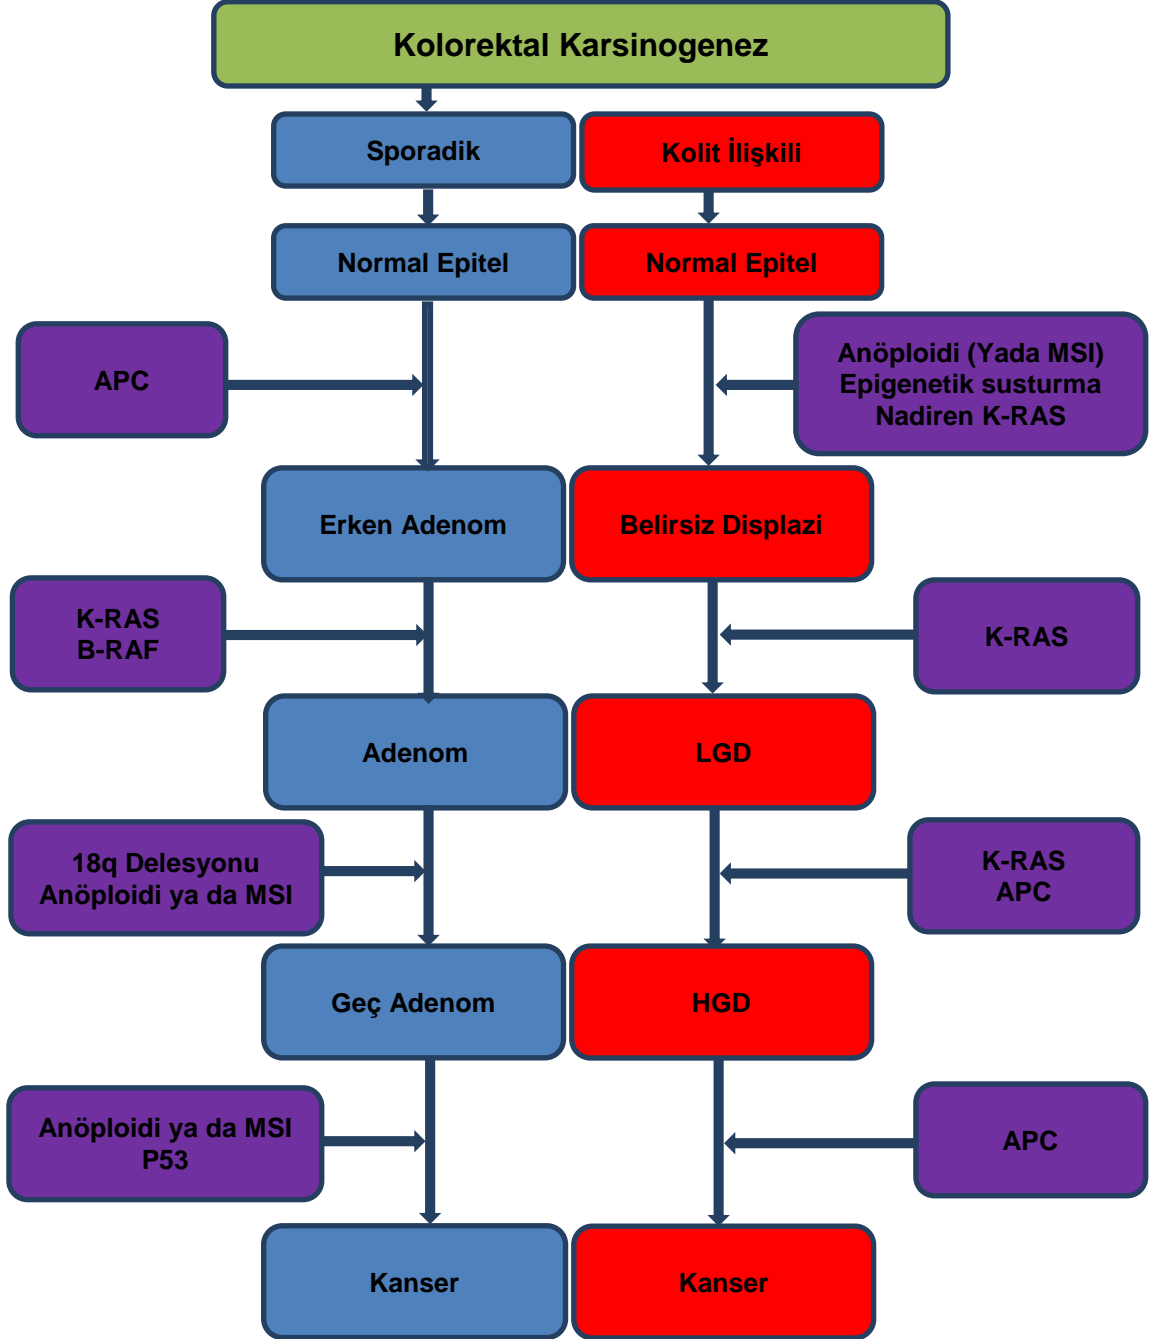 Kolorektal Karsinogenez
Sporadik
Kolit İlişkili
Normal Epitel
Normal Epitel
APC
Anöploidi (Yada MSI)
Epigenetik susturma
Nadiren K-RAS
Erken Adenom
Belirsiz Displazi
K-RAS
B-RAF
K-RAS
Adenom
LGD
18q Delesyonu
Anöploidi ya da MSI
K-RAS
APC
Geç Adenom
HGD
Anöploidi ya da MSI
P53
APC
Kanser
Kanser